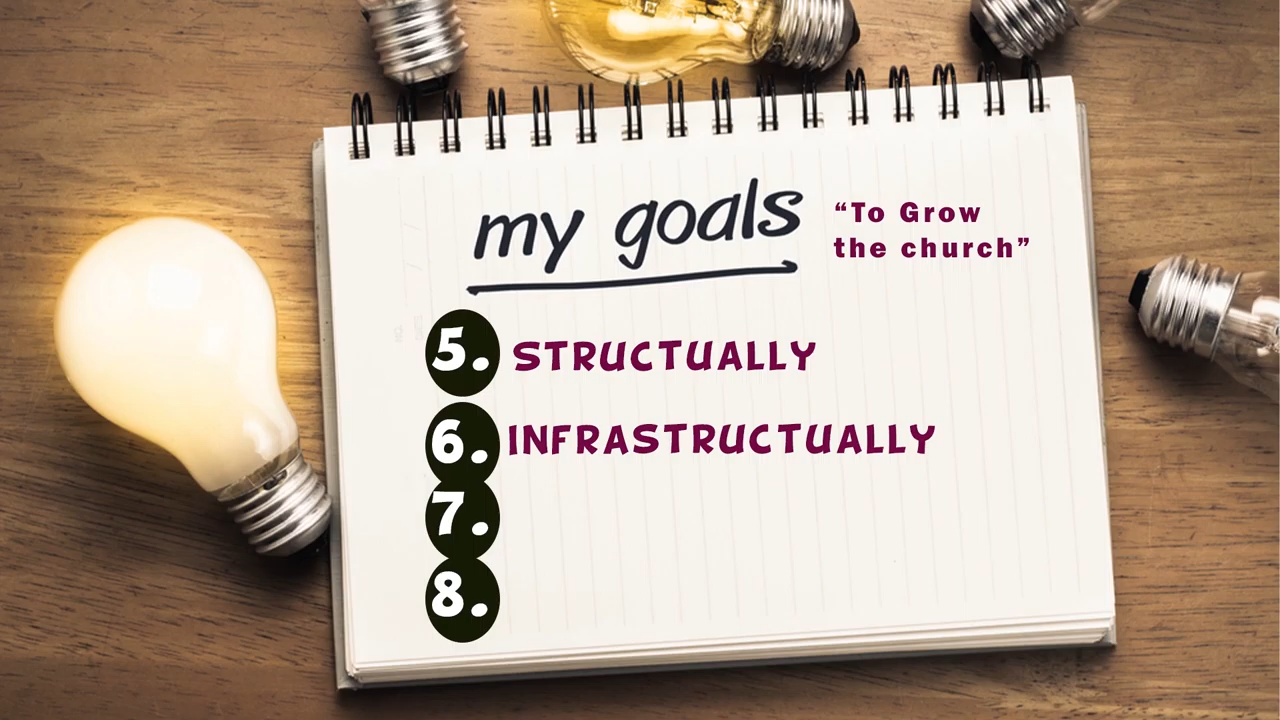 my goals
“To Grow
the church”
5. STRUCTUALLY
6. INFRASTRUCTUALLY
7.
8.